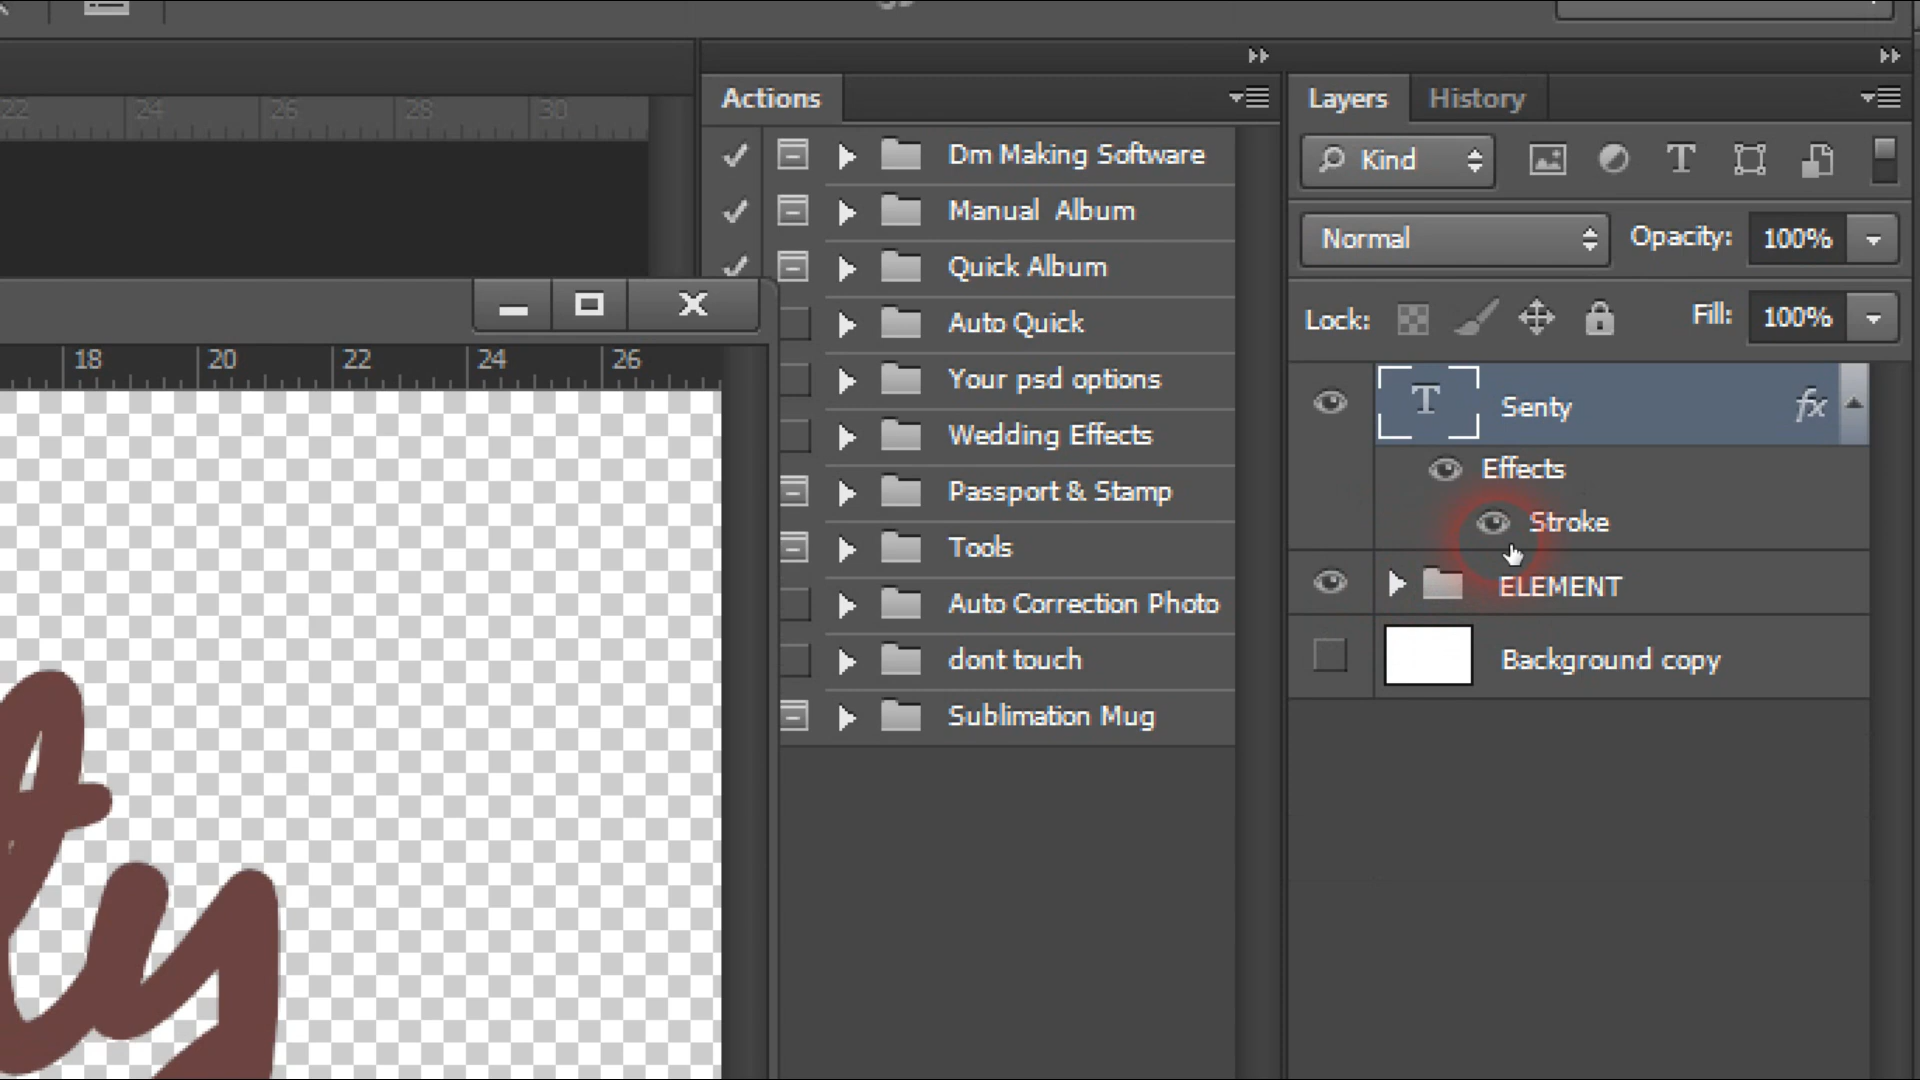 22 24 26 28 30
18 20 22 24 26
ty
Actions
Dm Making Software
Manual Album
Quick Album
Auto Quick
Your psd options
Wedding Effects
Passport & Stamp
Tools
Auto Correction Photo
dont touch
Sublimation Mug
Layers History
Kind
Normal Opacity: 100%
Lock: Fill: 100%
T Senty fx
Effects
Stroke
ELEMENT
Background copy